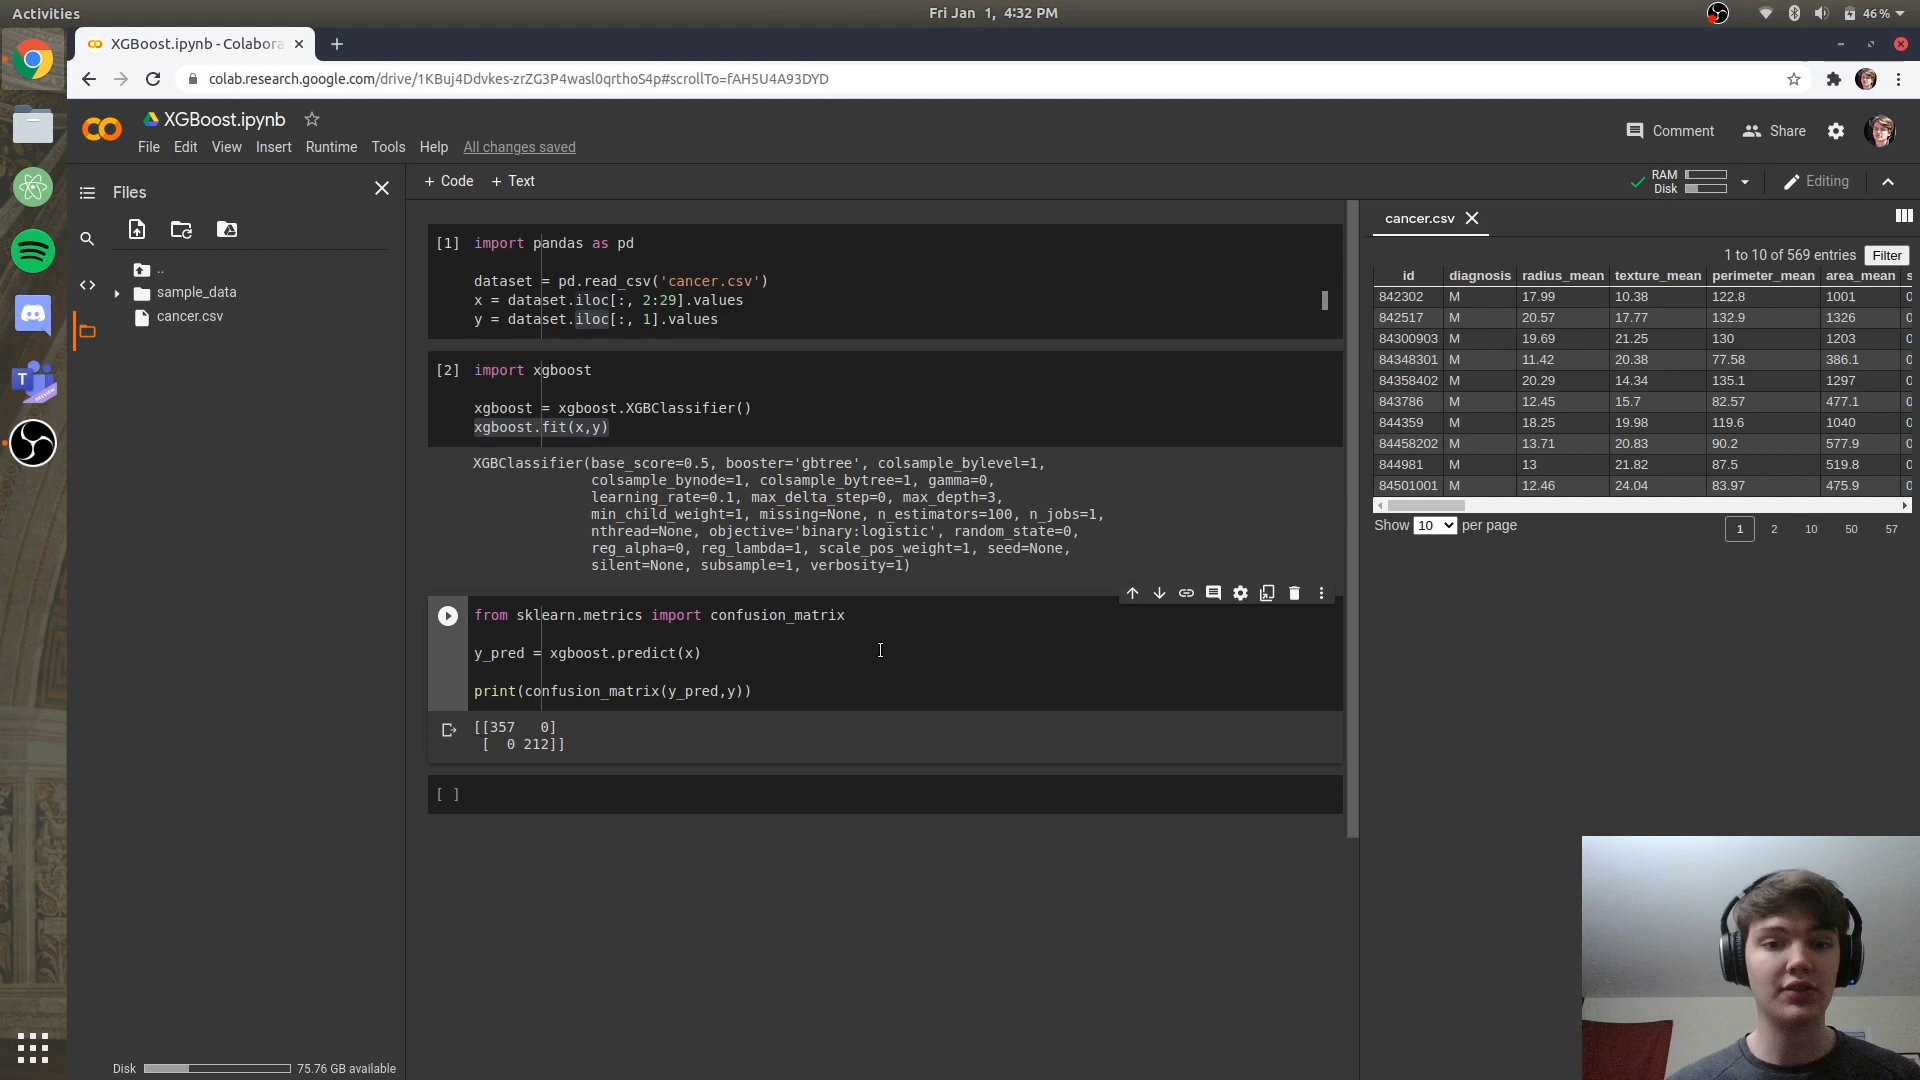 Activities
Fri Jan 1, 4:32 PM
46%
XGBoost.ipynb - Colabora
colab.research.google.com/drive/1KBuj4Ddvkes-zrZG3P4wasl0qrthoS4p#scrollTo=fAH5U4A93DYD
XGBoost.ipynb
File Edit View Insert Runtime Tools Help All changes saved
Comment
Share
Files
+ Code + Text
RAM
Disk
Editing
..
sample_data
cancer.csv
[1] import pandas as pd
dataset = pd.read_csv('cancer.csv')
x = dataset.iloc[:, 2:29].values
y = dataset.iloc[:, 1].values
[2] import xgboost
xgboost = xgboost.XGBClassifier()
xgboost.fit(x,y)
XGBClassifier(base_score=0.5, booster='gbtree', colsample_bylevel=1,
colsample_bynode=1, colsample_bytree=1, gamma=0,
learning_rate=0.1, max_delta_step=0, max_depth=3,
min_child_weight=1, missing=None, n_estimators=100, n_jobs=1,
nthread=None, objective='binary:logistic', random_state=0,
reg_alpha=0, reg_lambda=1, scale_pos_weight=1, seed=None,
silent=None, subsample=1, verbosity=1)
from sklearn.metrics import confusion_matrix
y_pred = xgboost.predict(x)
print(confusion_matrix(y_pred,y))
[[357   0]
[  0 212]]
[ ]
cancer.csv
1 to 10 of 569 entries Filter
id diagnosis radius_mean texture_mean perimeter_mean area_mean s
842302 M 17.99 10.38 122.8 1001 0
842517 M 20.57 17.77 132.9 1326 0
84300903 M 19.69 21.25 130 1203 0
84348301 M 11.42 20.38 77.58 386.1 0
84358402 M 20.29 14.34 135.1 1297 0
843786 M 12.45 15.7 82.57 477.1 0
844359 M 18.25 19.98 119.6 1040 0
84458202 M 13.71 20.83 90.2 577.9 0
844981 M 13 21.82 87.5 519.8 0
84501001 M 12.46 24.04 83.97 475.9 0
Show 10 per page
1 2 10 50 57
Disk 75.76 GB available